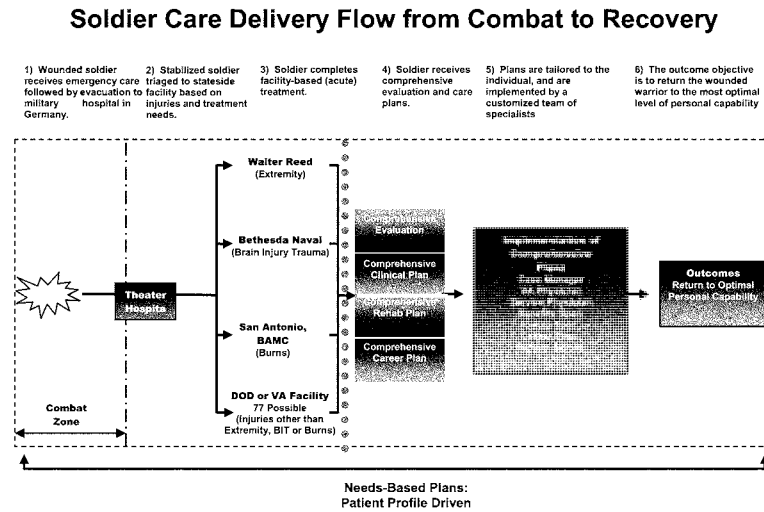 Soldier Care Delivery Flow from Combat to Recovery
1) Wounded soldier
receives emergency care
followed by evacuation to
military hospital in
Germany.
2) Stabilized soldier
triaged to stateside
facility based on
injuries and treatment
needs.
3) Soldier completes
facility-based (acute)
treatment.
4) Soldier receives
comprehensive
evaluation and care
plans.
5) Plans are tailored to the
individual, and are
implemented by a
customized team of
specialists
6) The outcome objective
is to return the wounded
warrior to the most optimal
level of personal capability
Walter Reed
(Extremity)
Bethesda Naval
(Brain Injury Trauma)
San Antonio,
BAMC
(Burns)
DOD or VA Facility
77 Possible
(Injuries other than
Extremity, BIT or Burns)
Theater
Hospital
Combat
Zone
Comprehensive
Evaluation
Comprehensive
Clinical Plan
Comprehensive
Rehab Plan
Comprehensive
Career Plan
Outcomes
Return to Optimal
Personal Capability
Needs-Based Plans:
Patient Profile Driven